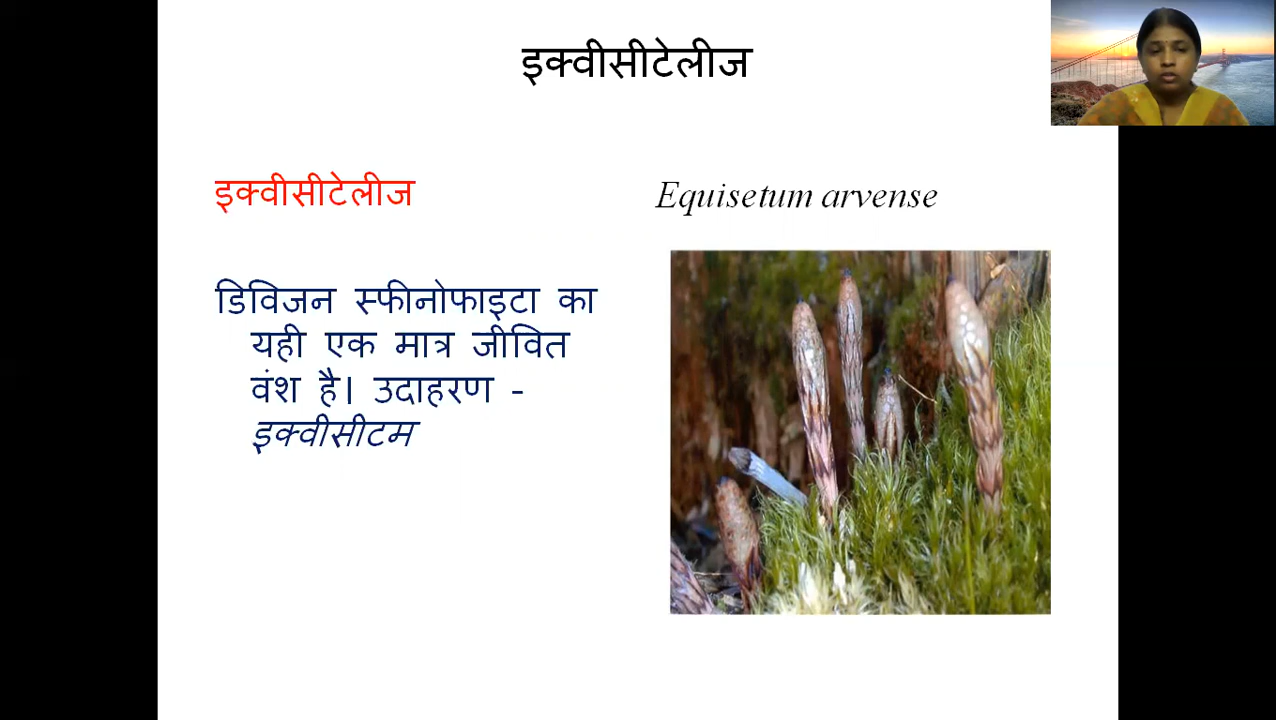 इक्वीसीटेलीज
इक्वीसीटेलीज
डिविजन स्फीनोफाइटा का
यही एक मात्र जीवित
वंश है। उदाहरण -
इक्वीसीटम
Equisetum arvense